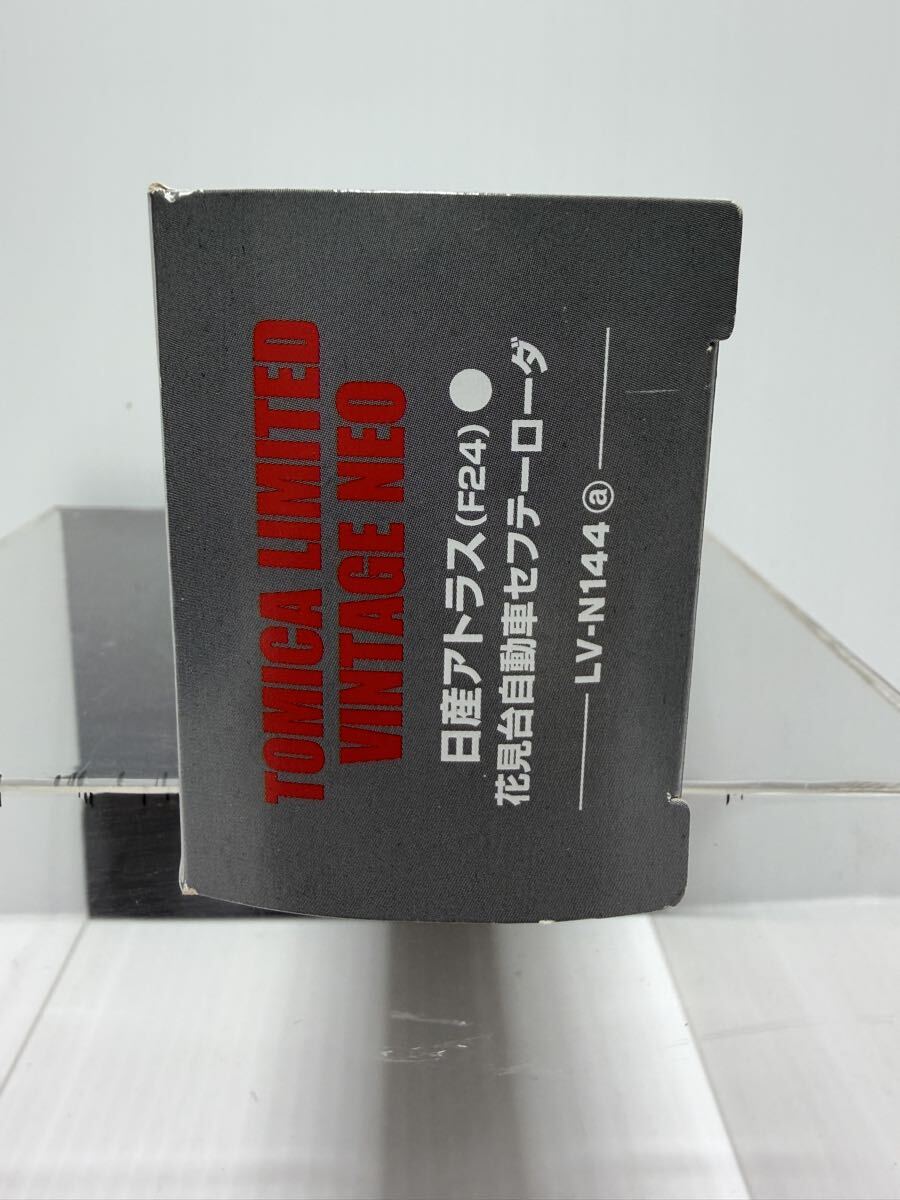 TOMICA LIMITED
VINTAGE NEO
日産アトラス(F24)
花見台自動車セフテーローダ
LV-N144ⓐ